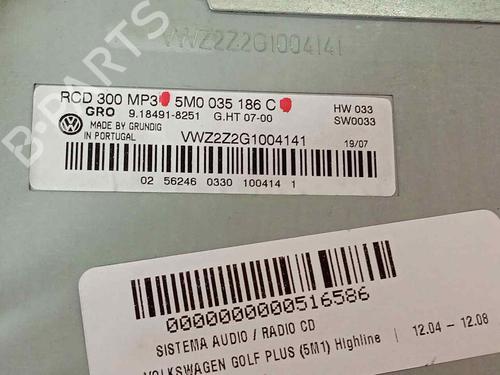 VWZ2Z2G1004141
RCD 300 MP3 5M0 035 186 C
GRO 9.18491-8251 G.HT 07-00
HW 033
SW0033
MADE BY GRUNDIG
IN PORTUGAL
VWZ2Z2G1004141
19/07
02 56246 0330 100414 1
B-PARTS
0000000000516586
SISTEMA AUDIO / RADIO CD
VOLKSWAGEN GOLF PLUS (5M1) Highline | 12.04 - 12.08